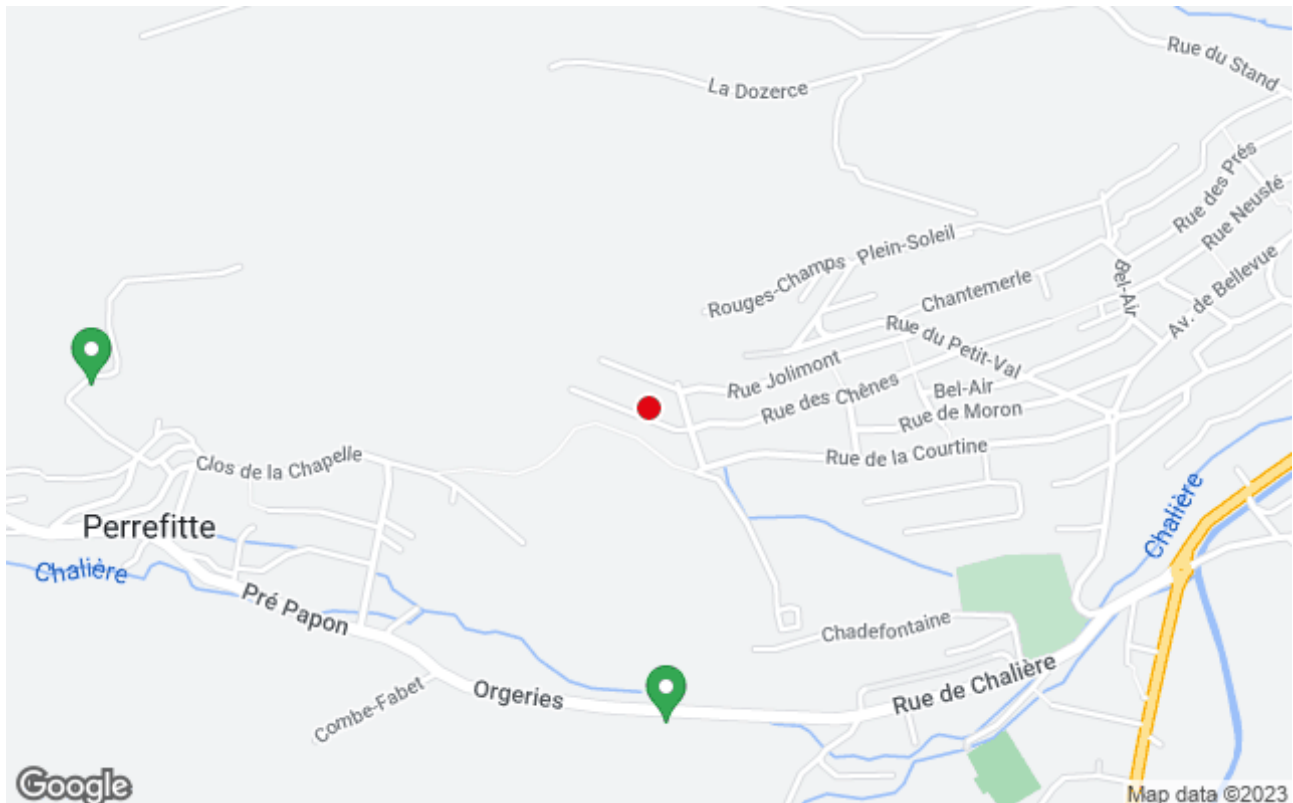 Rue du Stand
La Dozerce
Rue des Prés
Rue Neusté
Plein-Soleil
Rouges-Champs
Bel-Air
Av. de Bellevue
Chantemerle
Rue du Petit-Val
Rue Jolimont
Rue des Chênes
Bel-Air
Rue de Moron
Rue de la Courtine
Clos de la Chapelle
Chalière
Perrefitte
Chalière
Pré Papon
Chadefontaine
Rue de Chalière
Orgeries
Combe-Fabet
Google
Map data ©2023